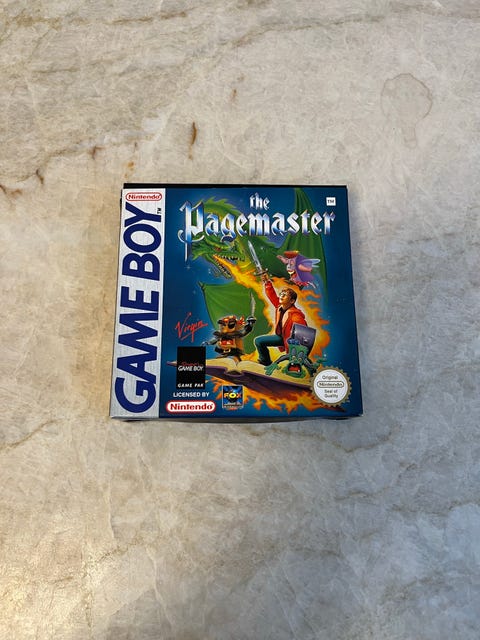 Nintendo
GAME BOY™
the
Pagemaster
TM
Virgin
GAME BOY
GAME PAK
LICENSED BY
Nintendo
FOX
Original
Nintendo
Seal of
Quality